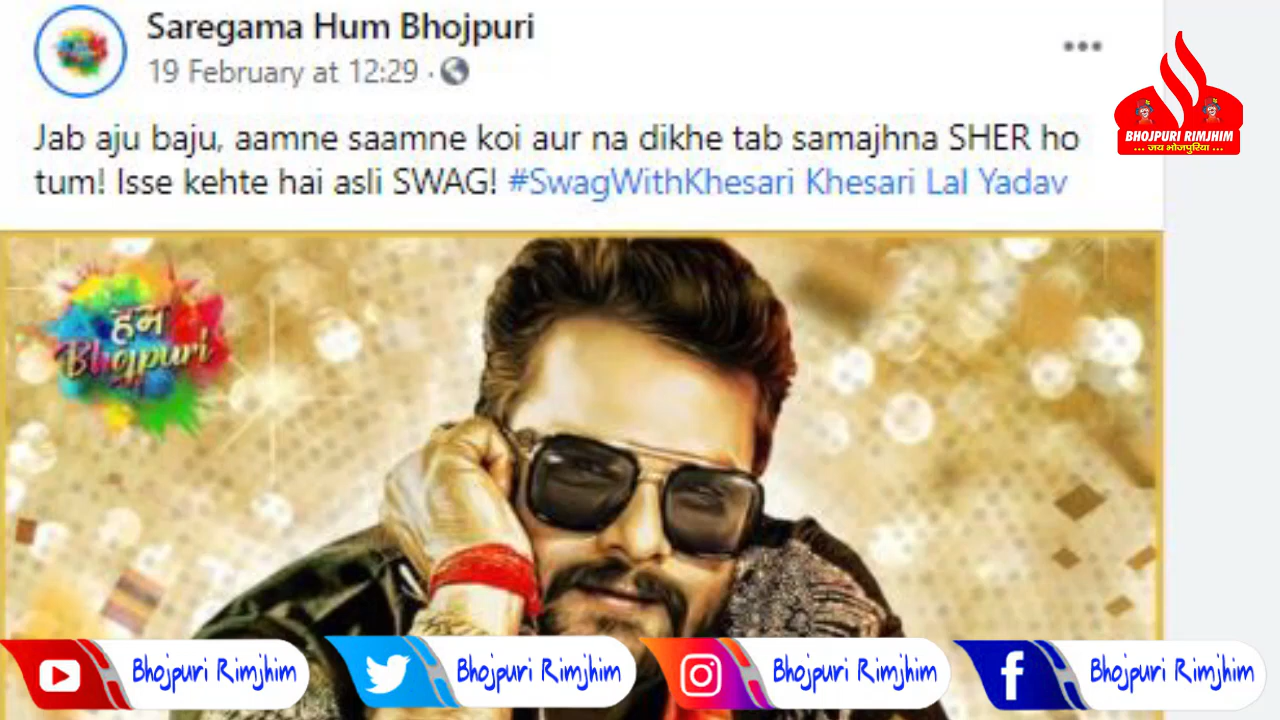 Saregama Hum Bhojpuri
19 February at 12:29 ·
Jab aju baju, aamne saamne koi aur na dikhe tab samajhna SHER ho
tum! Isse kehte hai asli SWAG! #SwagWithKhesari Khesari Lal Yadav
BHOJPURI RIMJHIM
... जय भोजपुरिया ...
हम
Bhojpuri
Bhojpuri Rimjhim
Bhojpuri Rimjhim
Bhojpuri Rimjhim
Bhojpuri Rimjhim